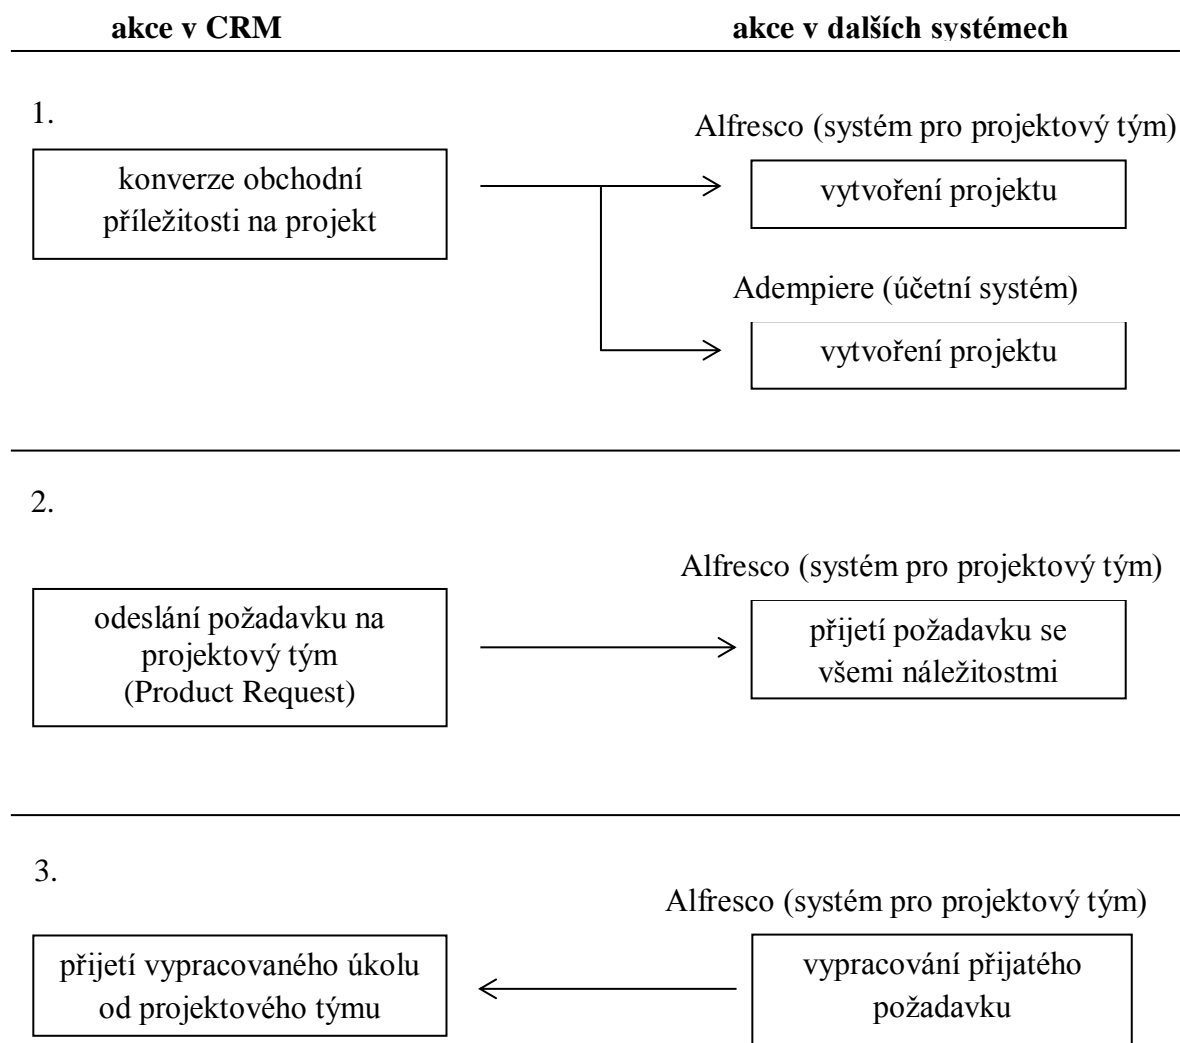 akce v CRM
akce v dalších systémech
1.
Alfresco (systém pro projektový tým)
konverze obchodní
příležitosti na projekt
vytvoření projektu
Adempiere (účetní systém)
vytvoření projektu
2.
Alfresco (systém pro projektový tým)
odeslání požadavku na
projektový tým
(Product Request)
přijetí požadavku se
všemi náležitostmi
3.
Alfresco (systém pro projektový tým)
přijetí vypracovaného úkolu
od projektového týmu
vypracování přijatého
požadavku